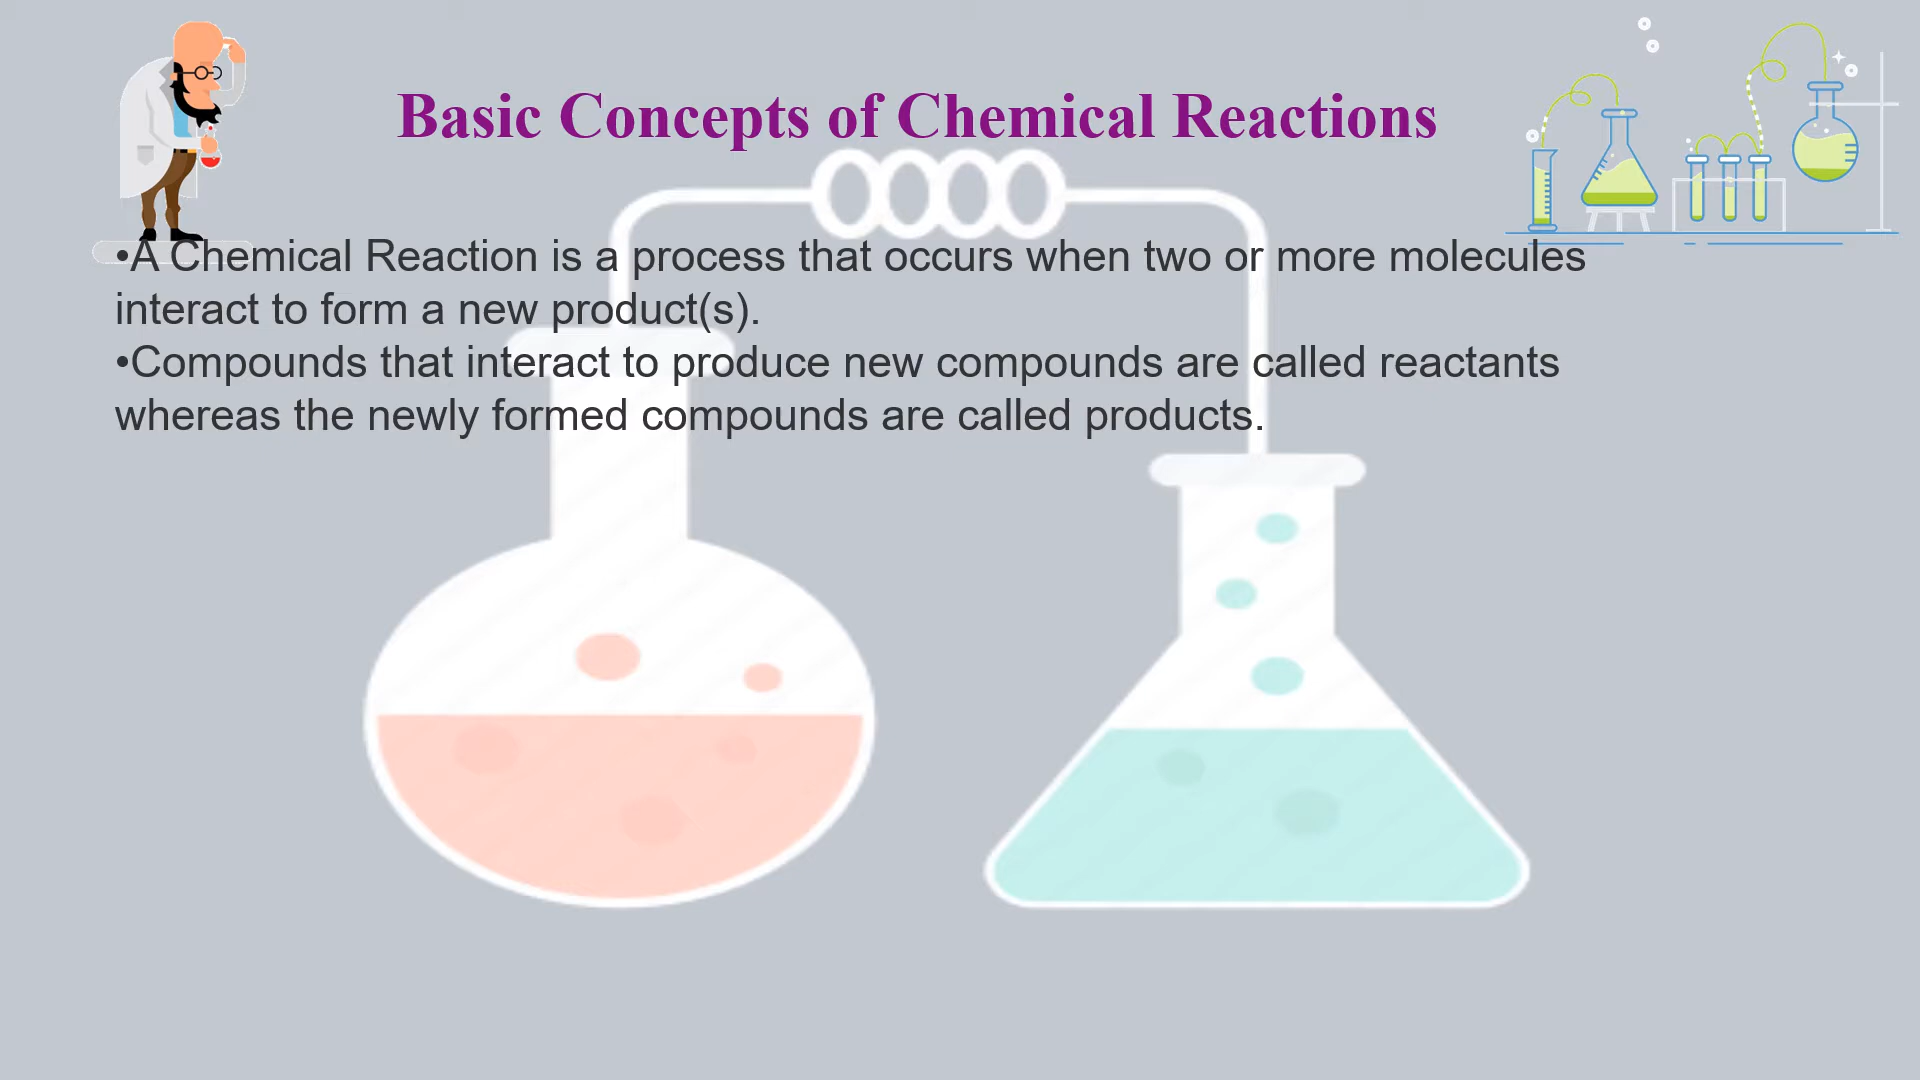 Basic Concepts of Chemical Reactions
•A Chemical Reaction is a process that occurs when two or more molecules
interact to form a new product(s).
•Compounds that interact to produce new compounds are called reactants
whereas the newly formed compounds are called products.